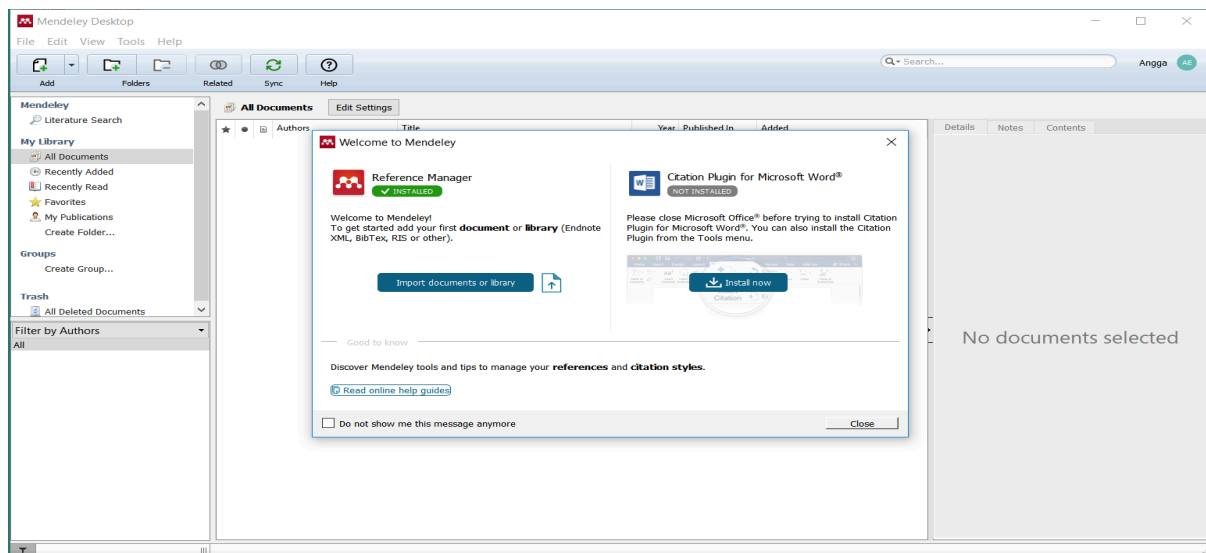 Mendeley Desktop
File Edit View Tools Help
Add Folders Related Sync Help
Search...
Angga AE
Mendeley
Literature Search
My Library
All Documents
Recently Added
Recently Read
Favorites
My Publications
Create Folder...
Groups
Create Group...
Trash
All Deleted Documents
Filter by Authors
All
All Documents Edit Settings
Authors Title Year Published In Added
Details Notes Contents
No documents selected
Welcome to Mendeley
Reference Manager
INSTALLED
Welcome to Mendeley!
To get started add your first document or library (Endnote
XML, BibTex, RIS or other).
Import documents or library
Citation Plugin for Microsoft Word®
NOT INSTALLED
Please close Microsoft Office® before trying to install Citation
Plugin for Microsoft Word®. You can also install the Citation
Plugin from the Tools menu.
Install now
Citation
Good to know
Discover Mendeley tools and tips to manage your references and citation styles.
Read online help guides
Do not show me this message anymore
Close